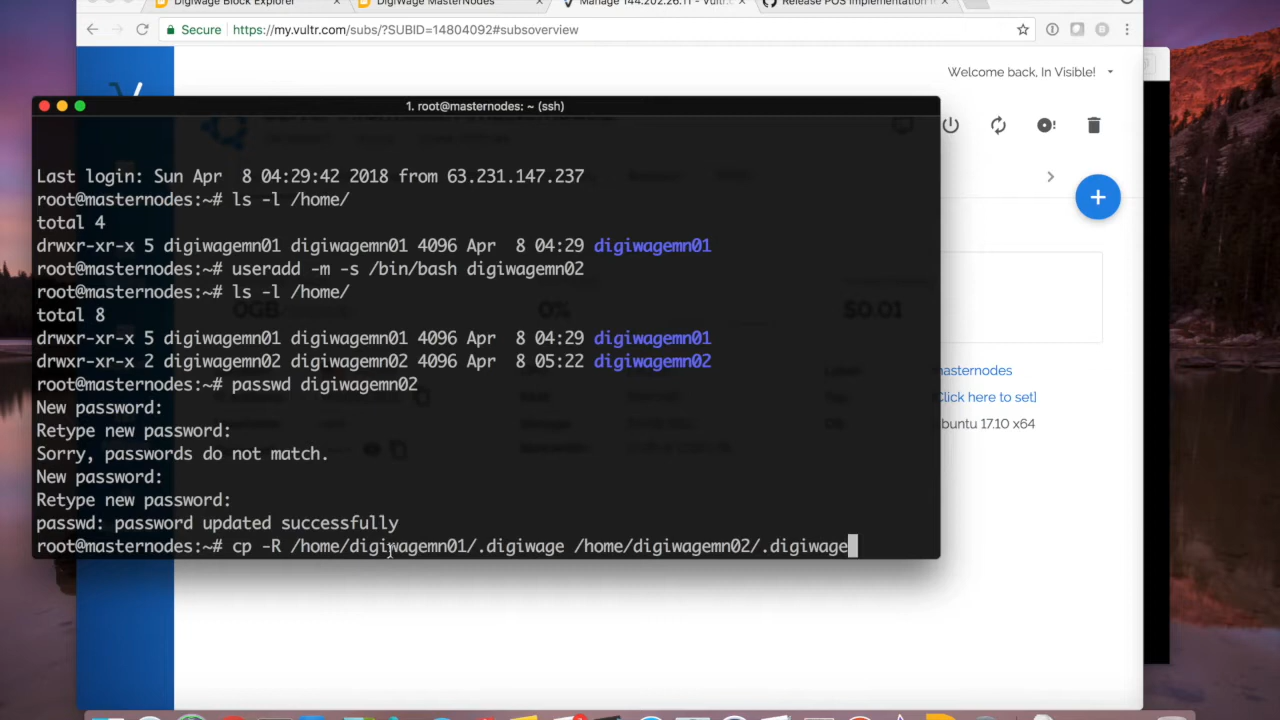 DigiWage Block Explorer
DigiWage MasterNodes
Manage 144.202.26.11 - Vultr.c
Release POS Implementation
Secure
https://my.vultr.com/subs/?SUBID=14804092#subsoverview
Welcome back, In Visible!
1. root@masternodes: ~ (ssh)
Last login: Sun Apr  8 04:29:42 2018 from 63.231.147.237
root@masternodes:~# ls -l /home/
total 4
drwxr-xr-x 5 digiwagemn01 digiwagemn01 4096 Apr  8 04:29 digiwagemn01
root@masternodes:~# useradd -m -s /bin/bash digiwagemn02
root@masternodes:~# ls -l /home/
total 8
drwxr-xr-x 5 digiwagemn01 digiwagemn01 4096 Apr  8 04:29 digiwagemn01
drwxr-xr-x 2 digiwagemn02 digiwagemn02 4096 Apr  8 05:22 digiwagemn02
root@masternodes:~# passwd digiwagemn02
New password:
Retype new password:
Sorry, passwords do not match.
New password:
Retype new password:
passwd: password updated successfully
root@masternodes:~# cp -R /home/digiwagemn01/.digiwage /home/digiwagemn02/.digiwage
0GB
0%
$0.01
masternodes
Click here to set]
buntu 17.10 x64